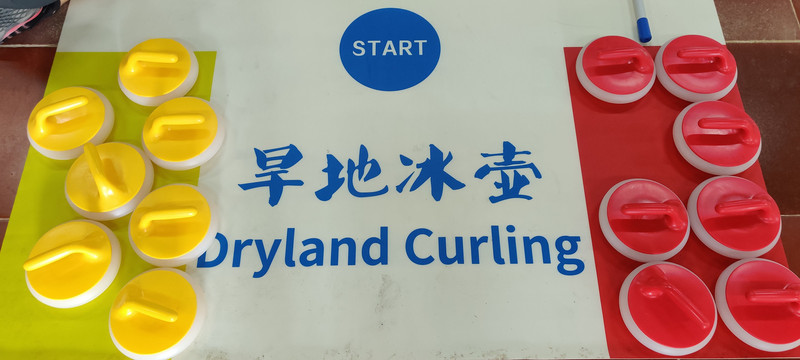 START
旱地冰壶
Dryland Curling